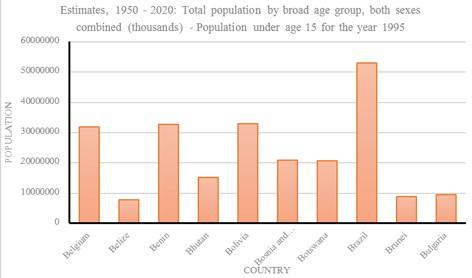 Estimates, 1950 - 2020: Total population by broad age group, both sexes
combined (thousands) - Population under age 15 for the year 1995
60000000
50000000
40000000
30000000
20000000
10000000
0
POPULATION
Belgium
Belize
Benin
Bhutan
Bolivia
Bosnia and…
Botswana
Brazil
Brunei
Bulgaria
COUNTRY